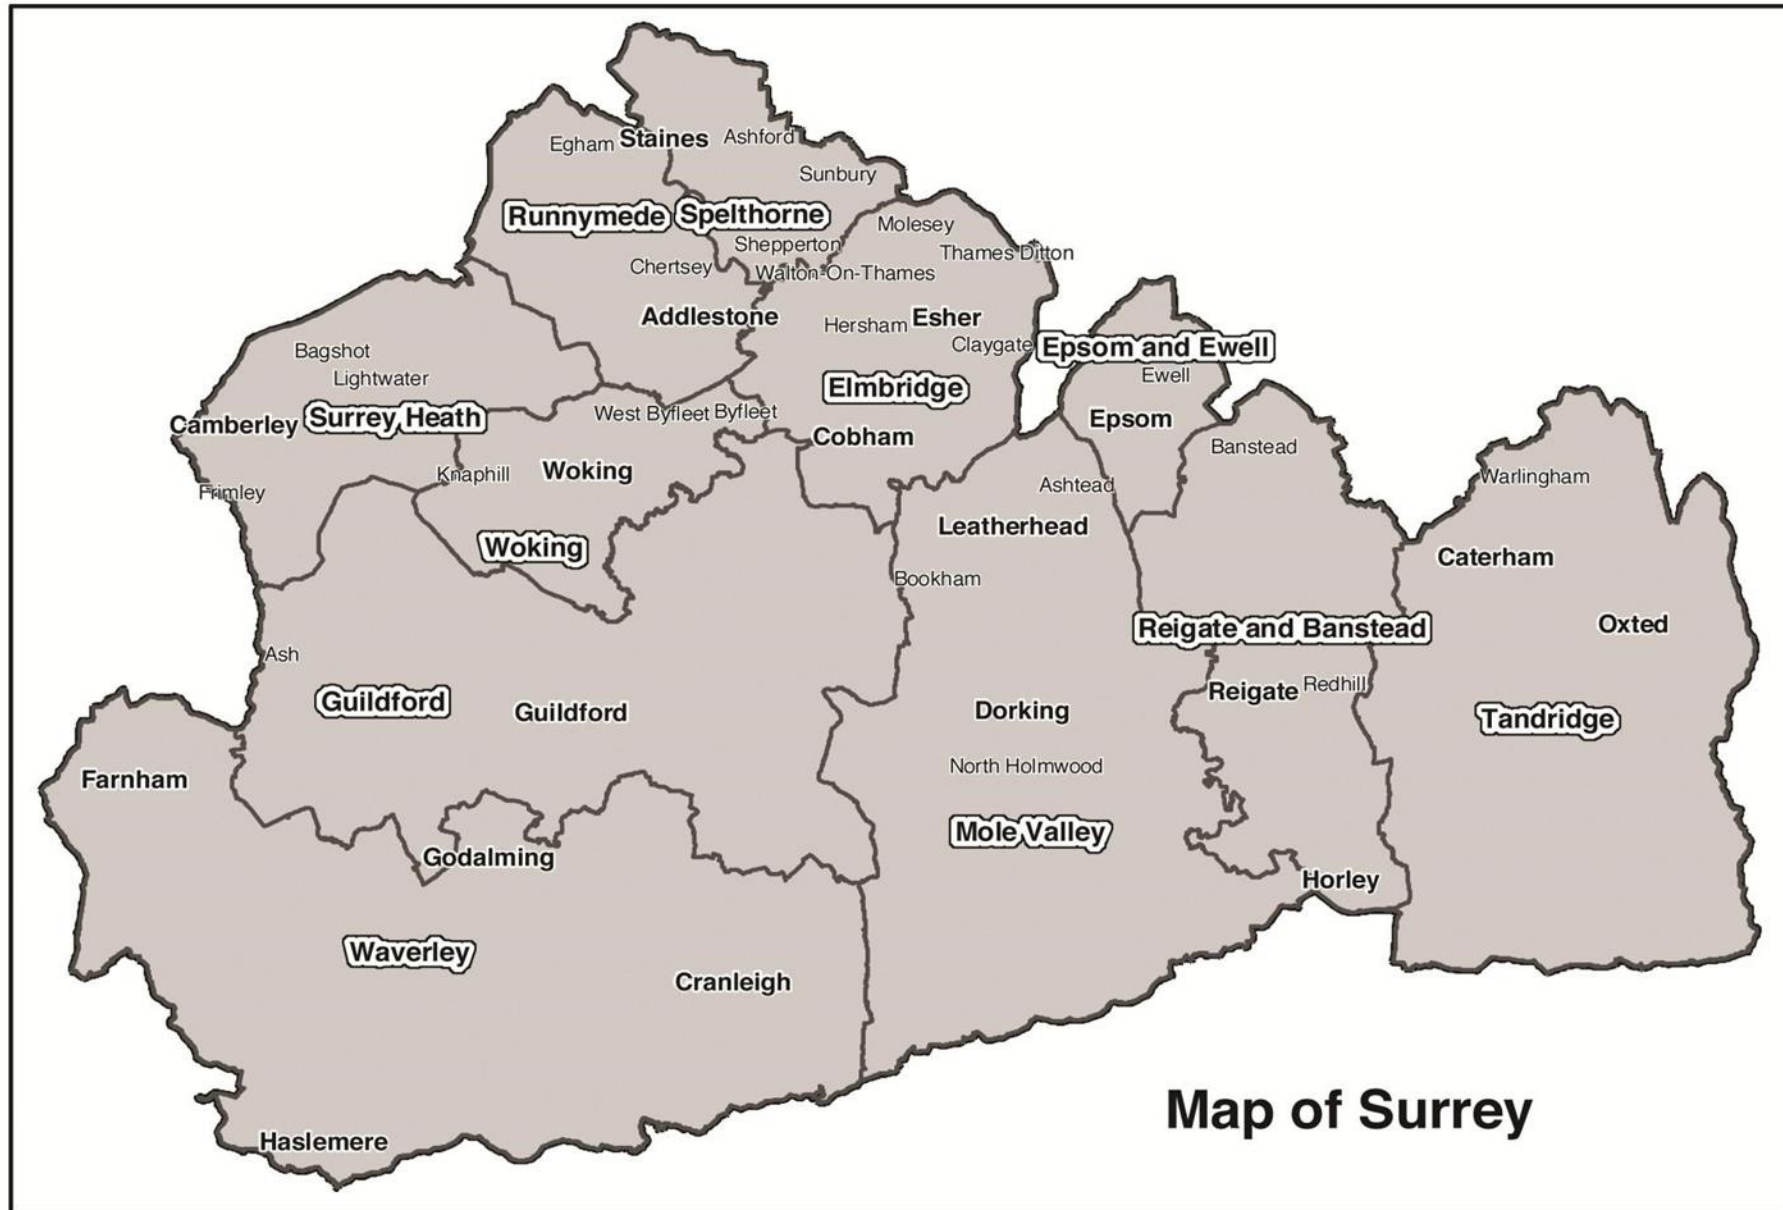 Egham
Staines
Ashford
Sunbury
Runnymede
Spelthorne
Molesey
Shepperton
Thames Ditton
Chertsey
Walton-On-Thames
Addlestone
Hersham
Esher
Claygate
Epsom and Ewell
Bagshot
Lightwater
Ewell
Elmbridge
Camberley
Surrey Heath
West Byfleet
Byfleet
Epsom
Cobham
Banstead
Knaphill
Woking
Warlingham
Frimley
Ashtead
Leatherhead
Woking
Caterham
Bookham
Oxted
Reigate and Banstead
Ash
Reigate
Redhill
Guildford
Guildford
Dorking
Tandridge
North Holmwood
Farnham
Mole Valley
Godalming
Horley
Waverley
Cranleigh
Map of Surrey
Haslemere